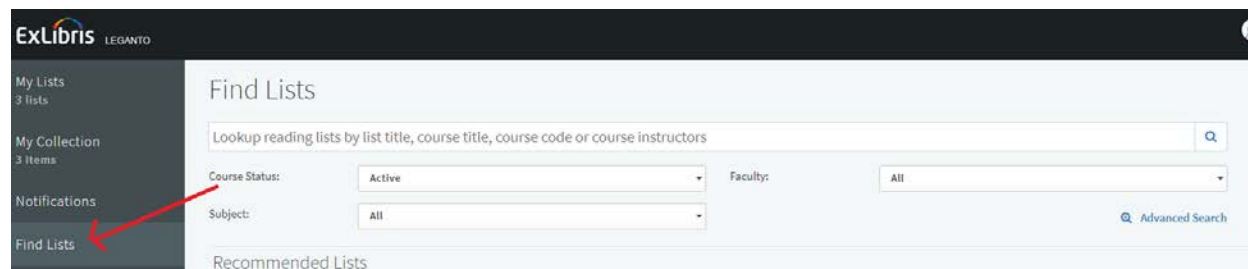 ExLibris LEGANTO
My Lists
3 lists
My Collection
3 Items
Notifications
Find Lists
Find Lists
Lookup reading lists by list title, course title, course code or course instructors
Course Status: Active Faculty: All
Subject: All Advanced Search
Recommended Lists